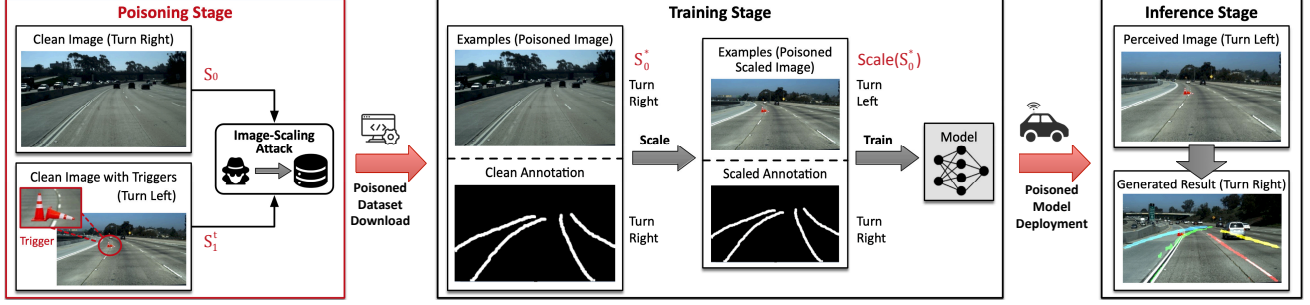 Poisoning Stage
Clean Image (Turn Right)
S₀
Image-Scaling
Attack
Clean Image with Triggers
(Turn Left)
Trigger
S₁ᵗ
Poisoned
Dataset
Download
Training Stage
Examples (Poisoned Image)
S₀*
Turn
Right
Scale
Clean Annotation
Turn
Right
Examples (Poisoned
Scaled Image)
Scale(S₀*)
Turn
Left
Train
Scaled Annotation
Turn
Right
Model
Poisoned
Model
Deployment
Inference Stage
Perceived Image (Turn Left)
Generated Result (Turn Right)